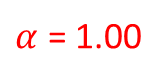 α = 1.00